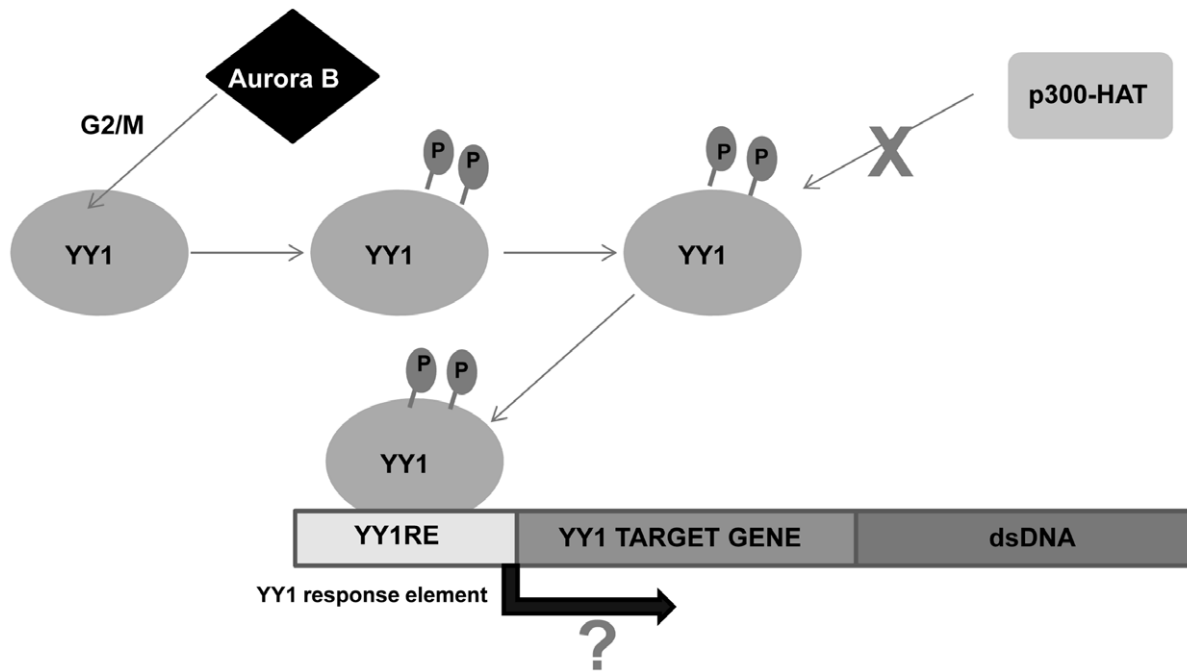 Aurora B
p300-HAT
G2/M
P
P
P
P
X
YY1
YY1
YY1
P
P
YY1
YY1RE
YY1 TARGET GENE
dsDNA
YY1 response element
?